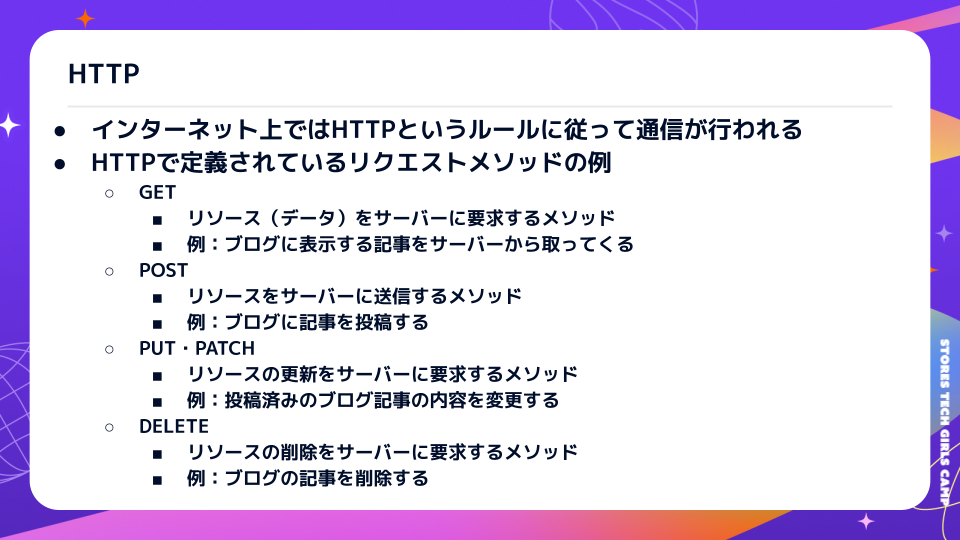 HTTP
● インターネット上ではHTTPというルールに従って通信が行われる
● HTTPで定義されているリクエストメソッドの例
○ GET
■ リソース（データ）をサーバーに要求するメソッド
■ 例：ブログに表示する記事をサーバーから取ってくる
○ POST
■ リソースをサーバーに送信するメソッド
■ 例：ブログに記事を投稿する
○ PUT・PATCH
■ リソースの更新をサーバーに要求するメソッド
■ 例：投稿済みのブログ記事の内容を変更する
○ DELETE
■ リソースの削除をサーバーに要求するメソッド
■ 例：ブログの記事を削除する
STORES TECH GIRLS CAMP